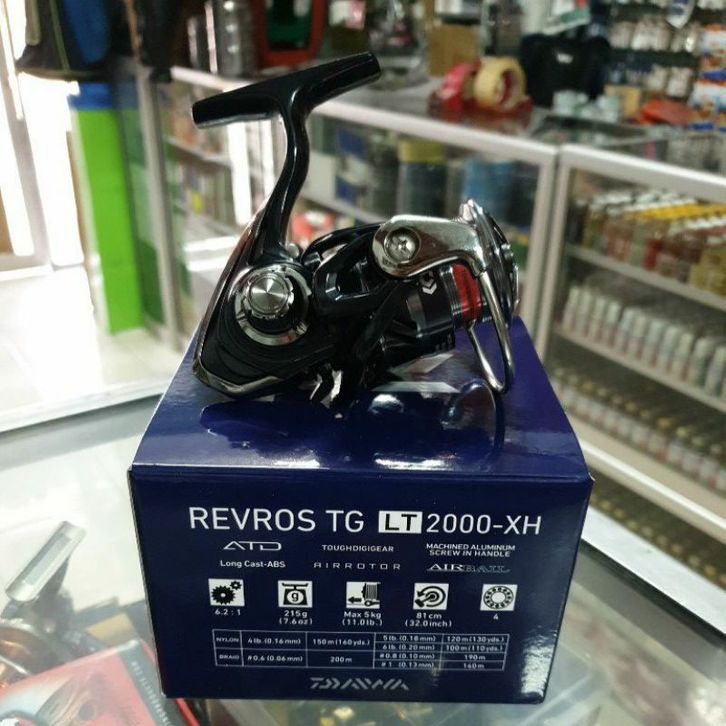 REVROS TG LT 2000-XH
ATD TOUGHDIGIGEAR MACHINED ALUMINUM SCREW IN HANDLE
Long Cast-ABS AIRROTOR AIRBAIL
6.2 : 1 215g (7.6oz) Max 5kg (11.0lb.) 81cm (32.0inch) 4
NYLON 4lb. (0.16mm) 150m(160yds.) 5lb.(0.18mm) 120m(130yds.)
6lb.(0.20mm) 100m(110yds.)
BRAID #0.6 (0.06mm) 200m #0.8(0.10mm) 190m
#1 (0.13mm) 140m
DAIWA